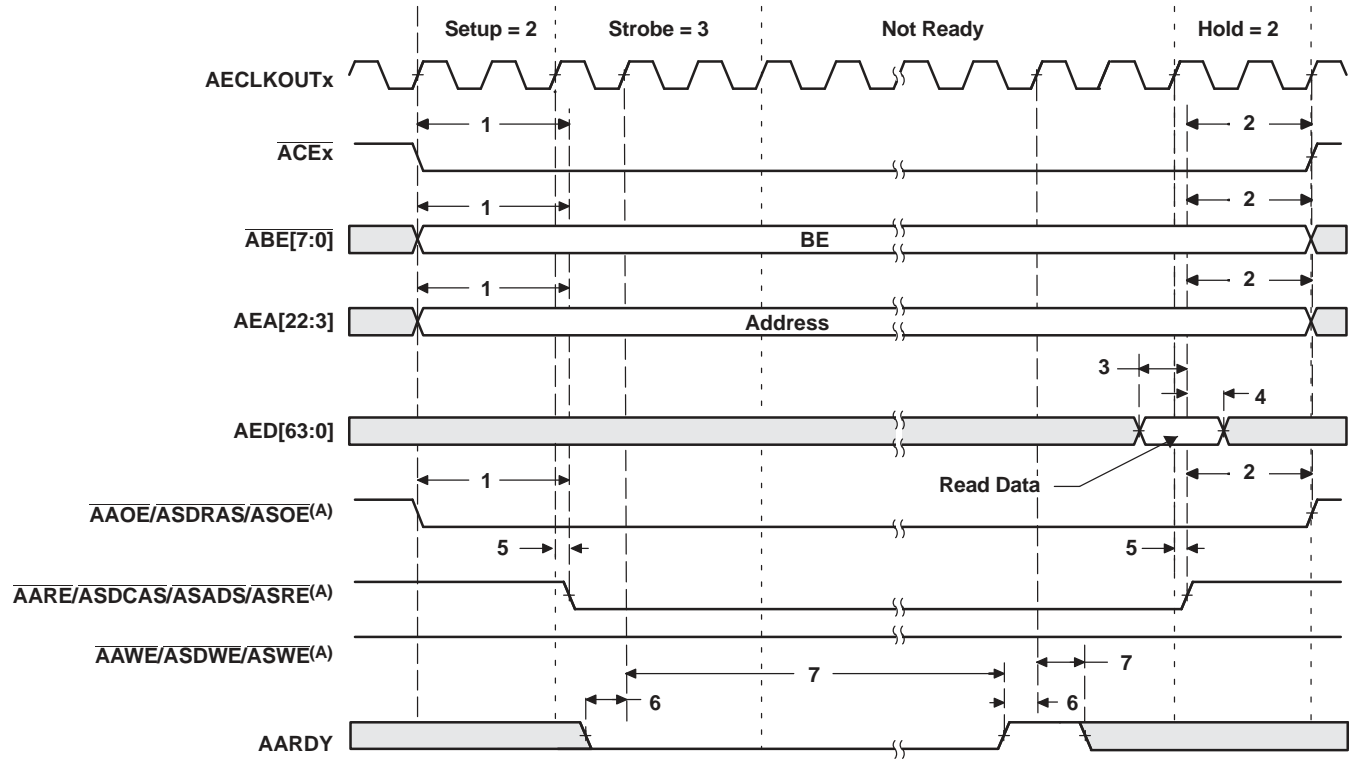 Setup = 2 Strobe = 3 Not Ready Hold = 2
AECLKOUTx
1 2
ACEx
1 2
ABE[7:0] BE
1 2
AEA[22:3] Address
3
4
AED[63:0]
1 Read Data 2
AAOE/ASDRAS/ASOE(A)
5 5
AARE/ASDCAS/ASADS/ASRE(A)
AAWE/ASDWE/ASWE(A)
7 7
6 6
AARDY